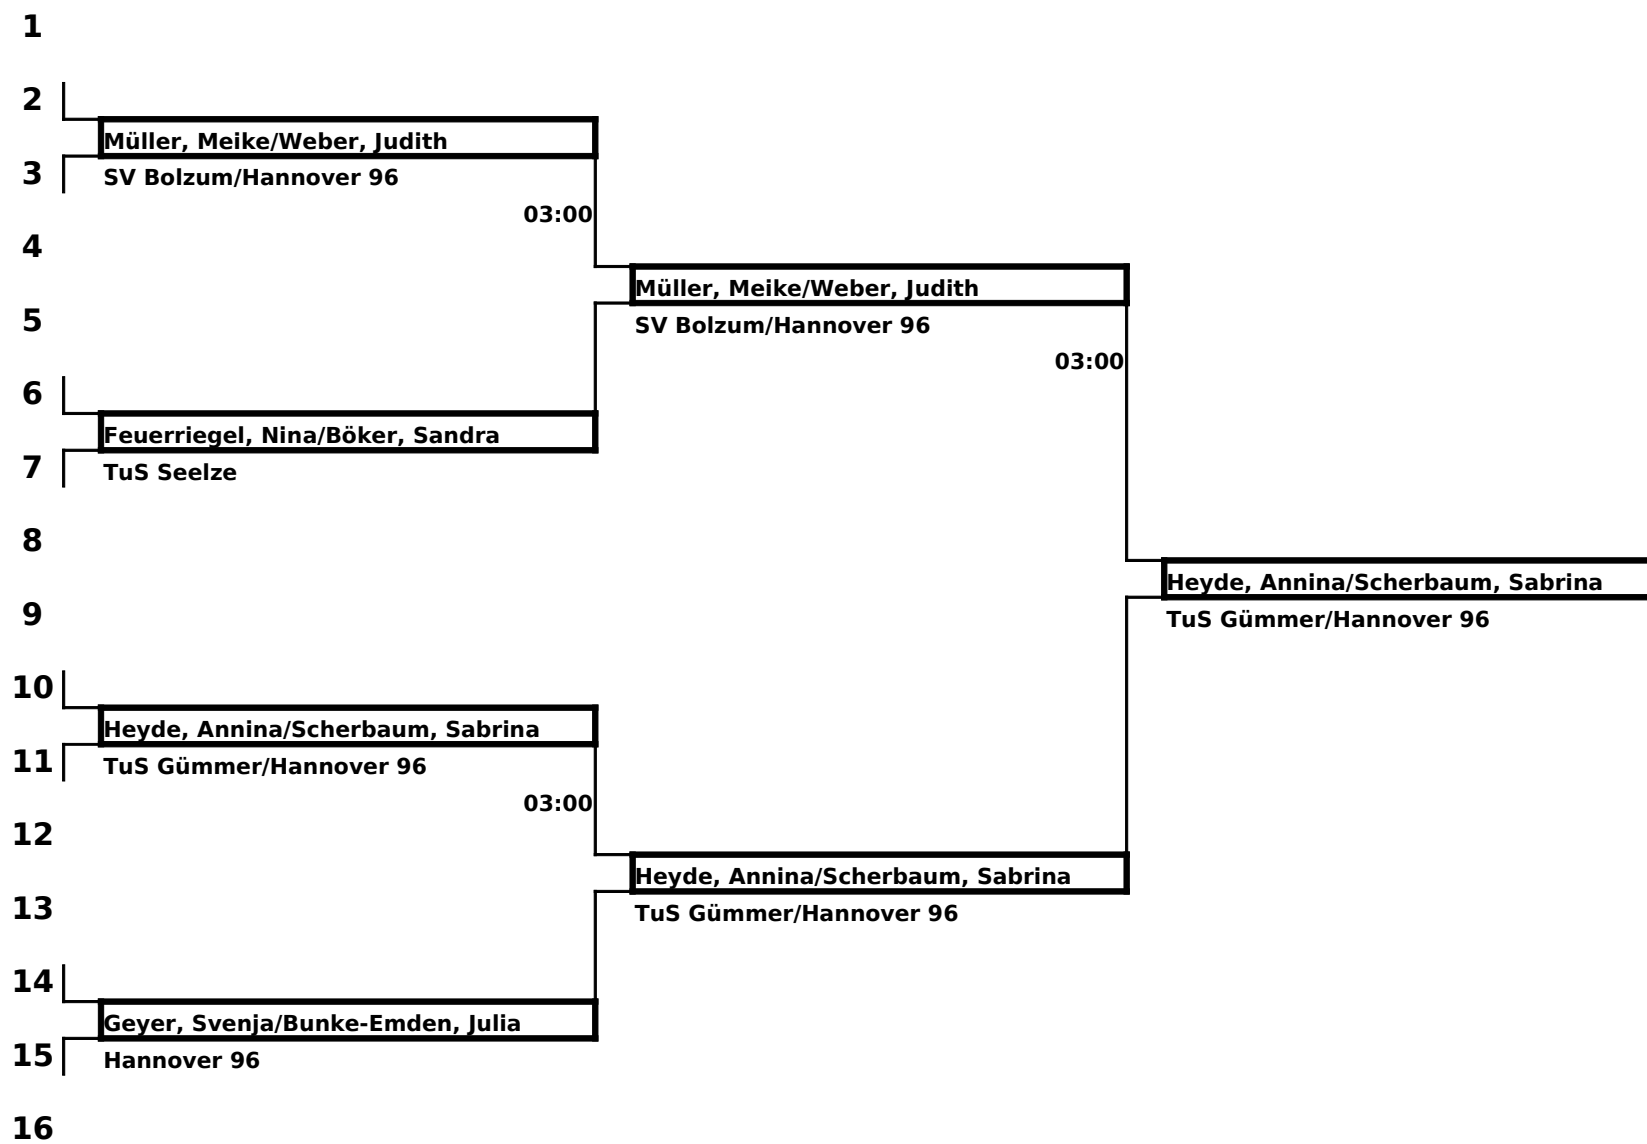 1
2
Müller, Meike/Weber, Judith
3
SV Bolzum/Hannover 96
03:00
4
Müller, Meike/Weber, Judith
5
SV Bolzum/Hannover 96
03:00
6
Feuerriegel, Nina/Böker, Sandra
7
TuS Seelze
8
Heyde, Annina/Scherbaum, Sabrina
9
TuS Gümmer/Hannover 96
10
Heyde, Annina/Scherbaum, Sabrina
11
TuS Gümmer/Hannover 96
03:00
12
Heyde, Annina/Scherbaum, Sabrina
13
TuS Gümmer/Hannover 96
14
Geyer, Svenja/Bunke-Emden, Julia
15
Hannover 96
16